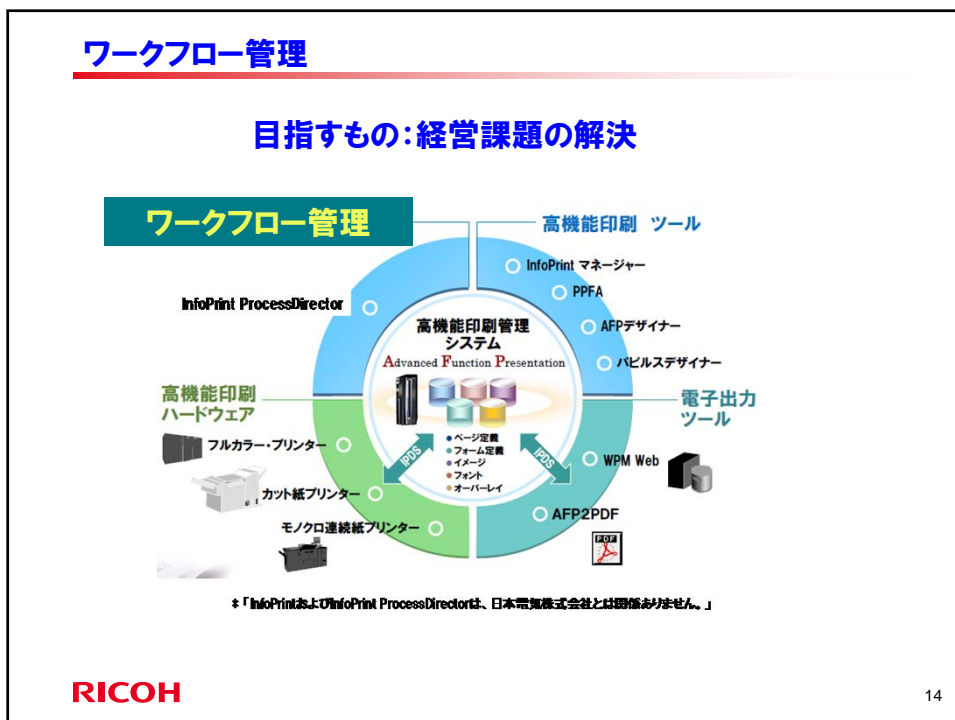 ワークフロー管理
目指すもの：経営課題の解決
ワークフロー管理
高機能印刷 ツール
InfoPrint マネージャー
PPFA
AFPデザイナー
パピルスデザイナー
InfoPrint ProcessDirector
高機能印刷管理
システム
Advanced Function Presentation
高機能印刷
ハードウェア
フルカラー・プリンター
カット紙プリンター
モノクロ連続紙プリンター
IPDS
・ページ定義
・フォーム定義
・イメージ
・フォント
・オーバーレイ
IPDS
電子出力
ツール
WPM Web
AFP2PDF
PDF
*「InfoPrintおよびInfoPrint ProcessDirectorは、日本電気株式会社とは関係ありません。」
RICOH
14